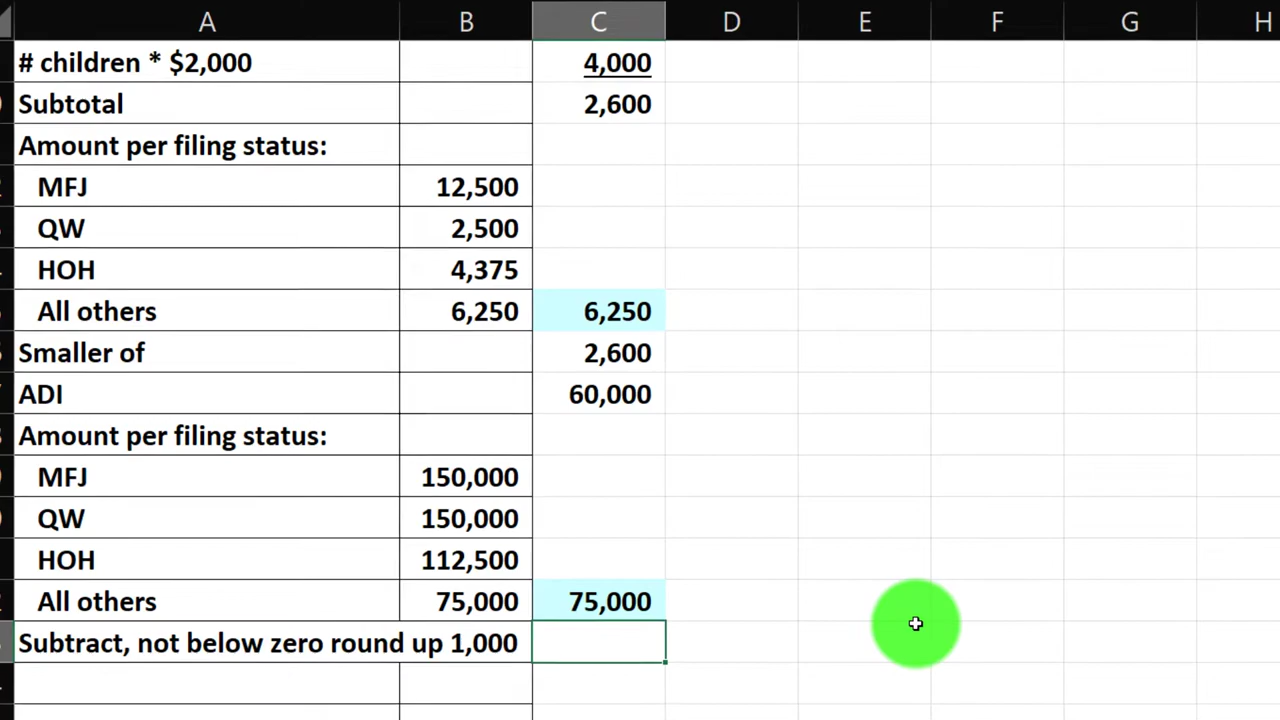 A B C D E F G H
# children * $2,000 4,000
Subtotal 2,600
Amount per filing status:
MFJ 12,500
QW 2,500
HOH 4,375
All others 6,250 6,250
Smaller of 2,600
ADI 60,000
Amount per filing status:
MFJ 150,000
QW 150,000
HOH 112,500
All others 75,000 75,000
Subtract, not below zero round up 1,000